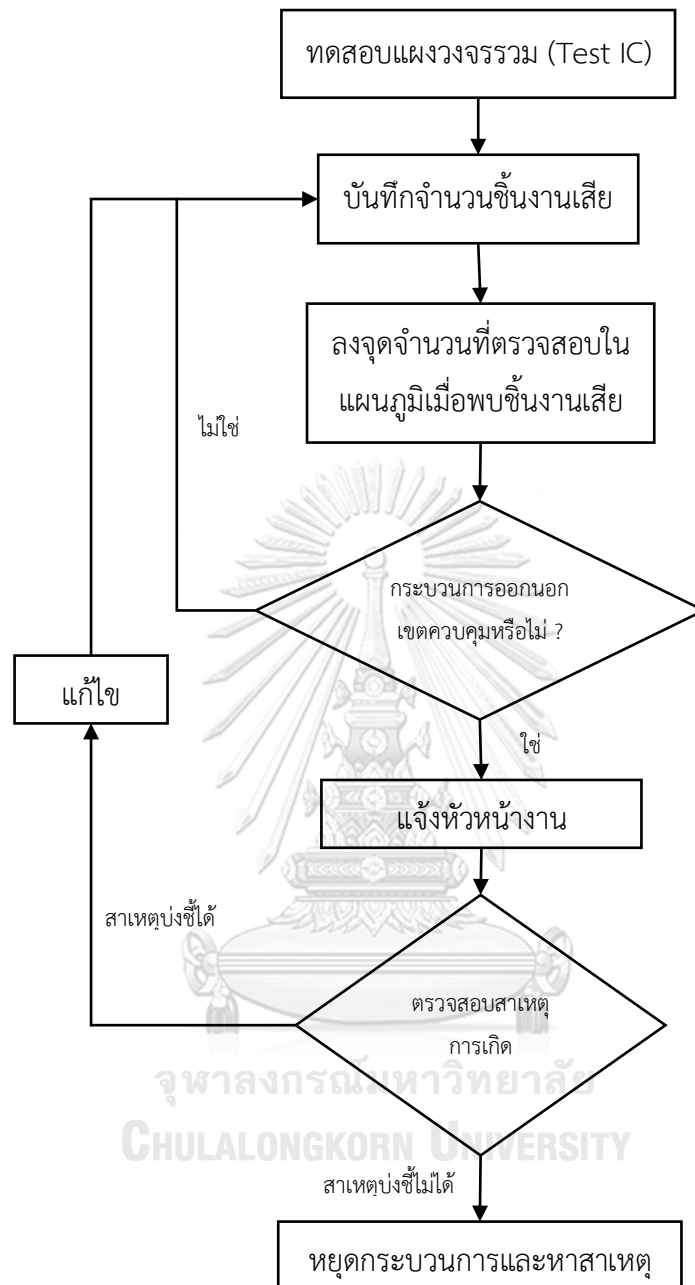 ทดสอบแผงวงจรรวม (Test IC)
บันทึกจำนวนชิ้นงานเสีย
ลงจุดจำนวนที่ตรวจสอบใน
แผนภูมิเมื่อพบชิ้นงานเสีย
ไม่ใช่
กระบวนการออกนอก
เขตควบคุมหรือไม่ ?
แก้ไข
ใช่
แจ้งหัวหน้างาน
สาเหตุบ่งชี้ได้
ตรวจสอบสาเหตุ
การเกิด
จุฬาลงกรณ์มหาวิทยาลัย
CHULALONGKORN UNIVERSITY
สาเหตุบ่งชี้ไม่ได้
หยุดกระบวนการและหาสาเหตุ